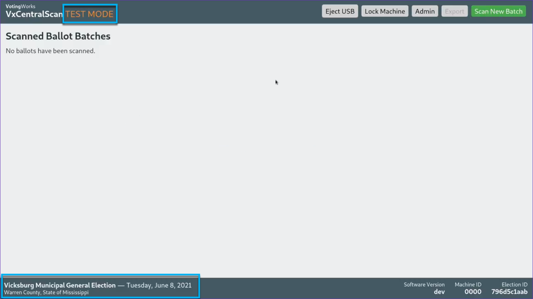 VotingWorks
VxCentralScan TEST MODE
Eject USB
Lock Machine
Admin
Export
Scan New Batch
Scanned Ballot Batches
No ballots have been scanned.
Vicksburg Municipal General Election — Tuesday, June 8, 2021
Warren County, State of Mississippi
Software Version
dev
Machine ID
0000
Election ID
796d5c1aab